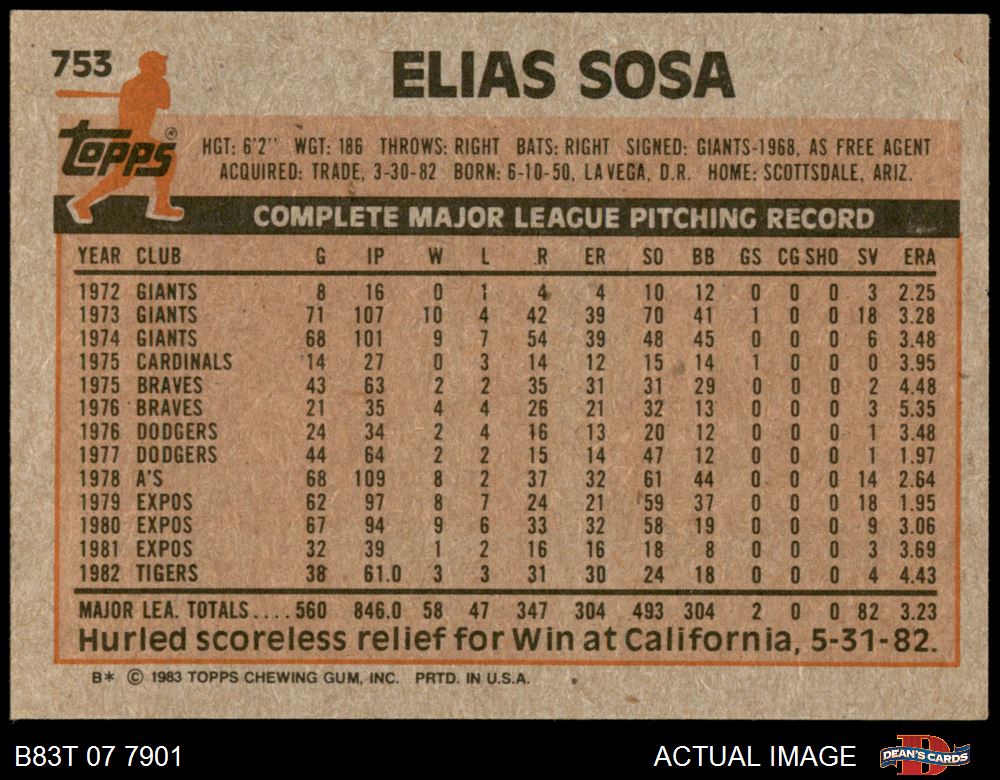 753
ELIAS SOSA
Topps®
HGT: 6'2" WGT: 186 THROWS: RIGHT BATS: RIGHT SIGNED: GIANTS-1968, AS FREE AGENT
ACQUIRED: TRADE, 3-30-82 BORN: 6-10-50, LA VEGA, D.R. HOME: SCOTTSDALE, ARIZ.
COMPLETE MAJOR LEAGUE PITCHING RECORD
YEAR CLUB G IP W L R ER SO BB GS CG SHO SV ERA
1972 GIANTS 8 16 0 1 4 4 10 12 0 0 0 3 2.25
1973 GIANTS 71 107 10 4 42 39 70 41 1 0 0 18 3.28
1974 GIANTS 68 101 9 7 54 39 48 45 0 0 0 6 3.48
1975 CARDINALS 14 27 0 3 14 12 15 14 1 0 0 0 3.95
1975 BRAVES 43 63 2 2 35 31 31 29 0 0 0 2 4.48
1976 BRAVES 21 35 4 4 26 21 32 13 0 0 0 3 5.35
1976 DODGERS 24 34 2 4 16 13 20 12 0 0 0 1 3.48
1977 DODGERS 44 64 2 2 15 14 47 12 0 0 0 1 1.97
1978 A'S 68 109 8 2 37 32 61 44 0 0 0 14 2.64
1979 EXPOS 62 97 8 7 24 21 59 37 0 0 0 18 1.95
1980 EXPOS 67 94 9 6 33 32 58 19 0 0 0 9 3.06
1981 EXPOS 32 39 1 2 16 16 18 8 0 0 0 3 3.69
1982 TIGERS 38 61.0 3 3 31 30 24 18 0 0 0 4 4.43
MAJOR LEA. TOTALS....560 846.0 58 47 347 304 493 304 2 0 0 82 3.23
Hurled scoreless relief for Win at California, 5-31-82.
B* © 1983 TOPPS CHEWING GUM, INC. PRTD. IN U.S.A.
B83T 07 7901 ACTUAL IMAGE D DEAN'S CARDS